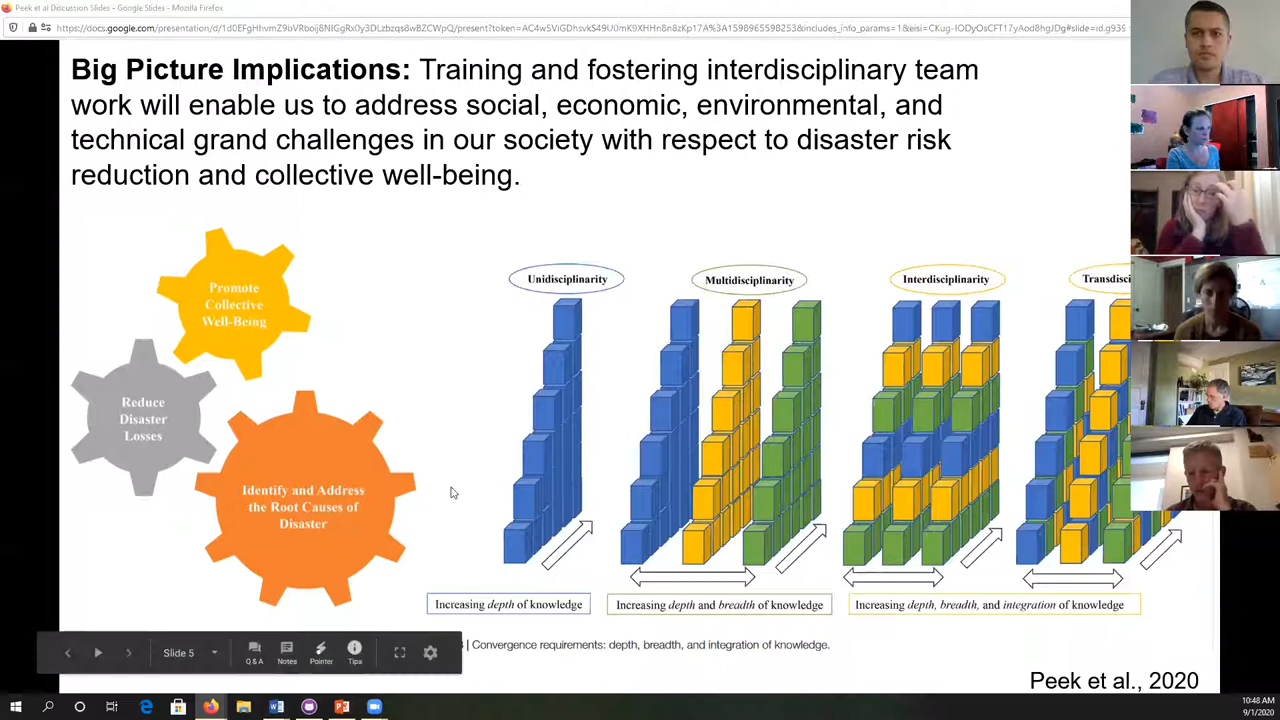 Peek et al Discussion Slides - Google Slides - Mozilla Firefox
Big Picture Implications: Training and fostering interdisciplinary team
work will enable us to address social, economic, environmental, and
technical grand challenges in our society with respect to disaster risk
reduction and collective well-being.
Promote
Collective
Well-Being
Reduce
Disaster
Losses
Identify and Address
the Root Causes of
Disaster
Unidisciplinarity
Multidisciplinarity
Interdisciplinarity
Transdisci
Increasing depth of knowledge
Increasing depth and breadth of knowledge
Increasing depth, breadth, and integration of knowledge
| Convergence requirements: depth, breadth, and integration of knowledge.
Slide 5
Q & A
Notes
Pointer
Tips
Peek et al., 2020
10:48 AM
9/1/2020